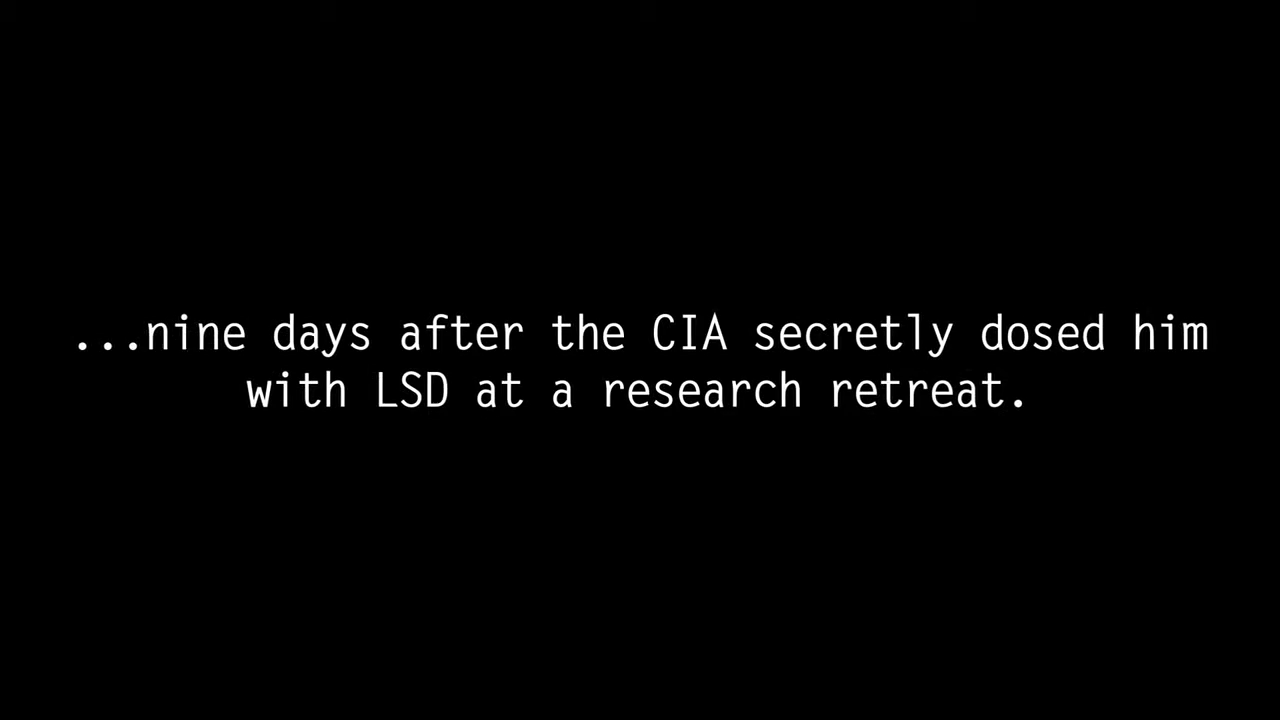 ...nine days after the CIA secretly dosed him
with LSD at a research retreat.